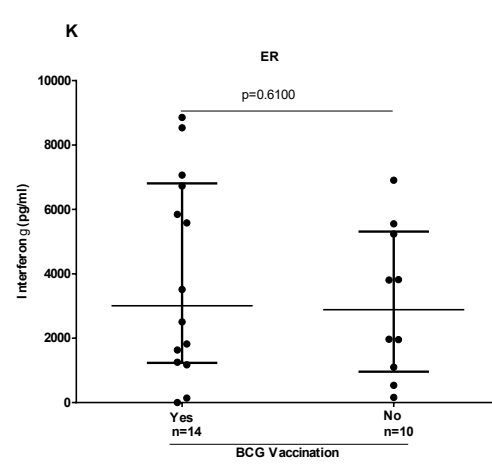 K
ER
p=0.6100
10000
8000
6000
4000
2000
0
Interferon g (pg/ml)
Yes No
n=14 n=10
BCG Vaccination